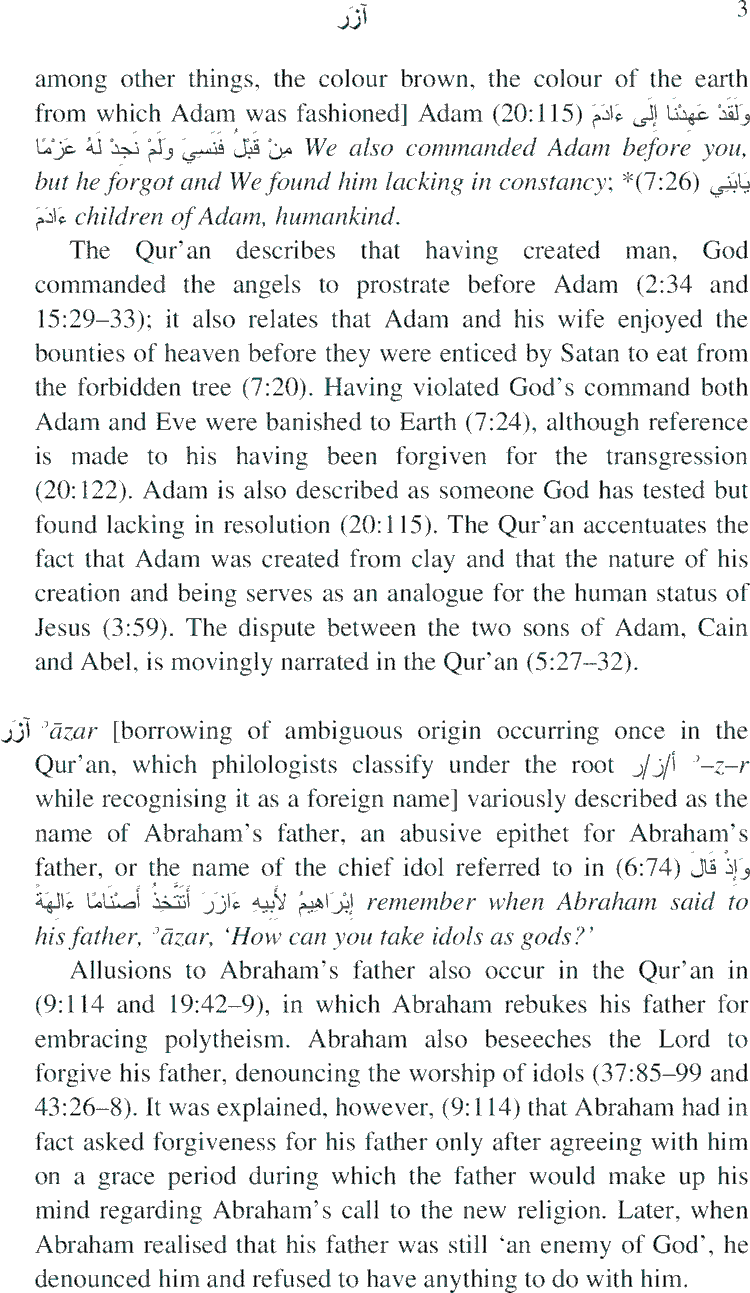 آزَر 3
among other things, the colour brown, the colour of the earth
from which Adam was fashioned] Adam (20:115) وَلَقَدْ عَهِدْنَا إِلَى ءَادَمَ
مِنْ قَبْلُ فَنَسِيَ وَلَمْ نَجِدْ لَهُ عَزْمًا We also commanded Adam before you,
but he forgot and We found him lacking in constancy; *(7:26) يَابَنِي
ءَادَمَ children of Adam, humankind.
The Qur’an describes that having created man, God
commanded the angels to prostrate before Adam (2:34 and
15:29–33); it also relates that Adam and his wife enjoyed the
bounties of heaven before they were enticed by Satan to eat from
the forbidden tree (7:20). Having violated God’s command both
Adam and Eve were banished to Earth (7:24), although reference
is made to his having been forgiven for the transgression
(20:122). Adam is also described as someone God has tested but
found lacking in resolution (20:115). The Qur’an accentuates the
fact that Adam was created from clay and that the nature of his
creation and being serves as an analogue for the human status of
Jesus (3:59). The dispute between the two sons of Adam, Cain
and Abel, is movingly narrated in the Qur’an (5:27–32).
آزَر ʾāzar [borrowing of ambiguous origin occurring once in the
Qur’an, which philologists classify under the root أ/ز/ر ʾ–z–r
while recognising it as a foreign name] variously described as the
name of Abraham’s father, an abusive epithet for Abraham’s
father, or the name of the chief idol referred to in (6:74) وَإِذْ قَالَ
إِبْرَاهِيمُ لأَبِيهِ ءَازَرَ أَتَتَّخِذُ أَصْنَامًا ءَالِهَةً remember when Abraham said to
his father, ʾāzar, ‘How can you take idols as gods?’
Allusions to Abraham’s father also occur in the Qur’an in
(9:114 and 19:42–9), in which Abraham rebukes his father for
embracing polytheism. Abraham also beseeches the Lord to
forgive his father, denouncing the worship of idols (37:85–99 and
43:26–8). It was explained, however, (9:114) that Abraham had in
fact asked forgiveness for his father only after agreeing with him
on a grace period during which the father would make up his
mind regarding Abraham’s call to the new religion. Later, when
Abraham realised that his father was still ‘an enemy of God’, he
denounced him and refused to have anything to do with him.